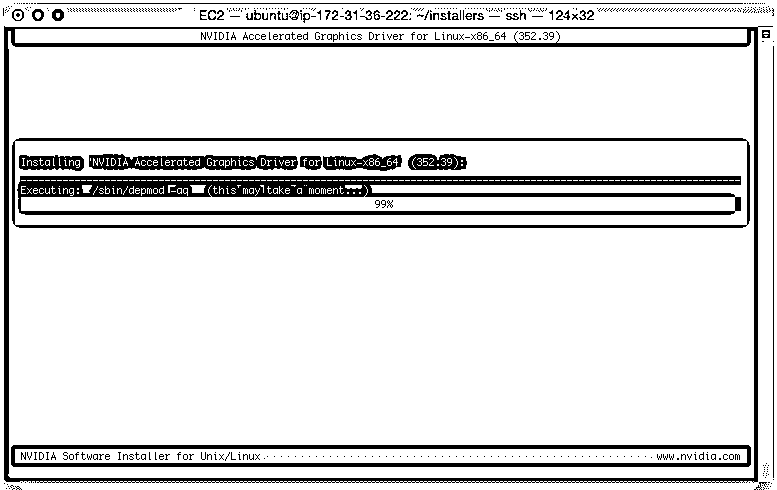 EC2 — ubuntu@ip-172-31-36-222: ~/installers — ssh — 124×32
NVIDIA Accelerated Graphics Driver for Linux-x86_64 (352.39)
Installing 'NVIDIA Accelerated Graphics Driver for Linux-x86_64' (352.39):
Executing: `/sbin/depmod -aq` (this may take a moment...)
99%
NVIDIA Software Installer for Unix/Linux www.nvidia.com